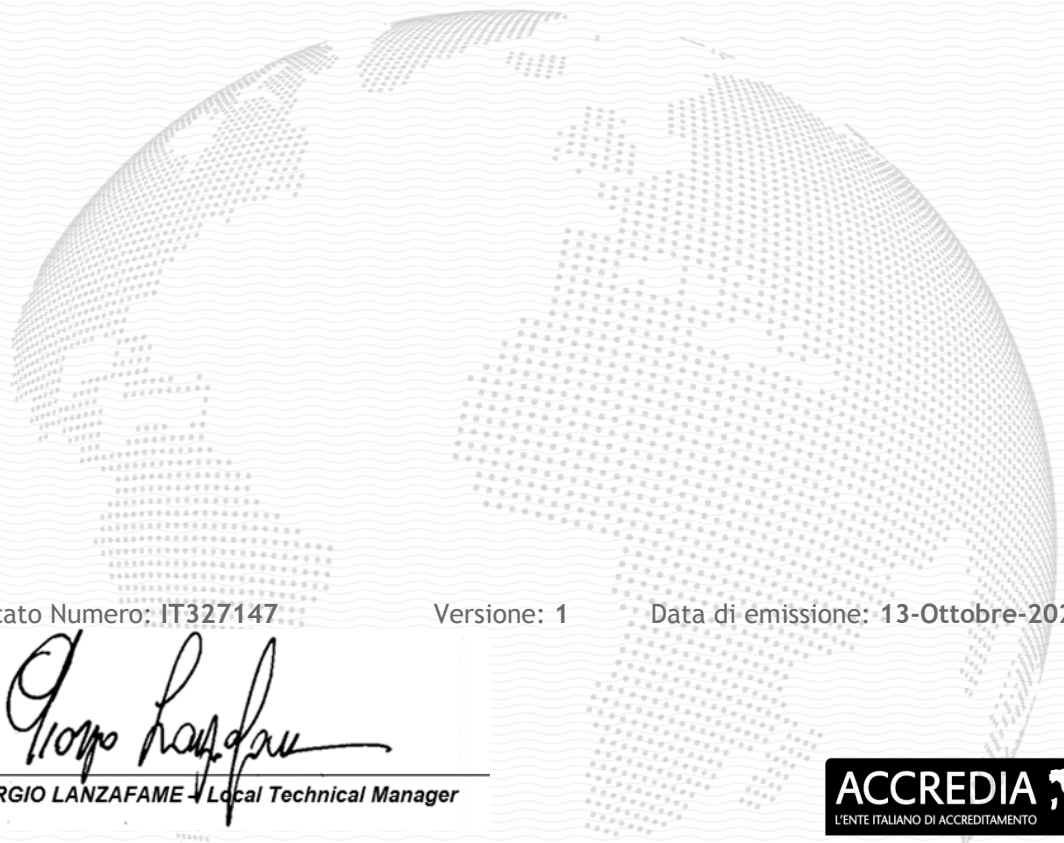 cato Numero: IT327147 Versione: 1 Data di emissione: 13-Ottobre-202
RGIO LANZAFAME - Local Technical Manager
ACCREDIA
L'ENTE ITALIANO DI ACCREDITAMENTO